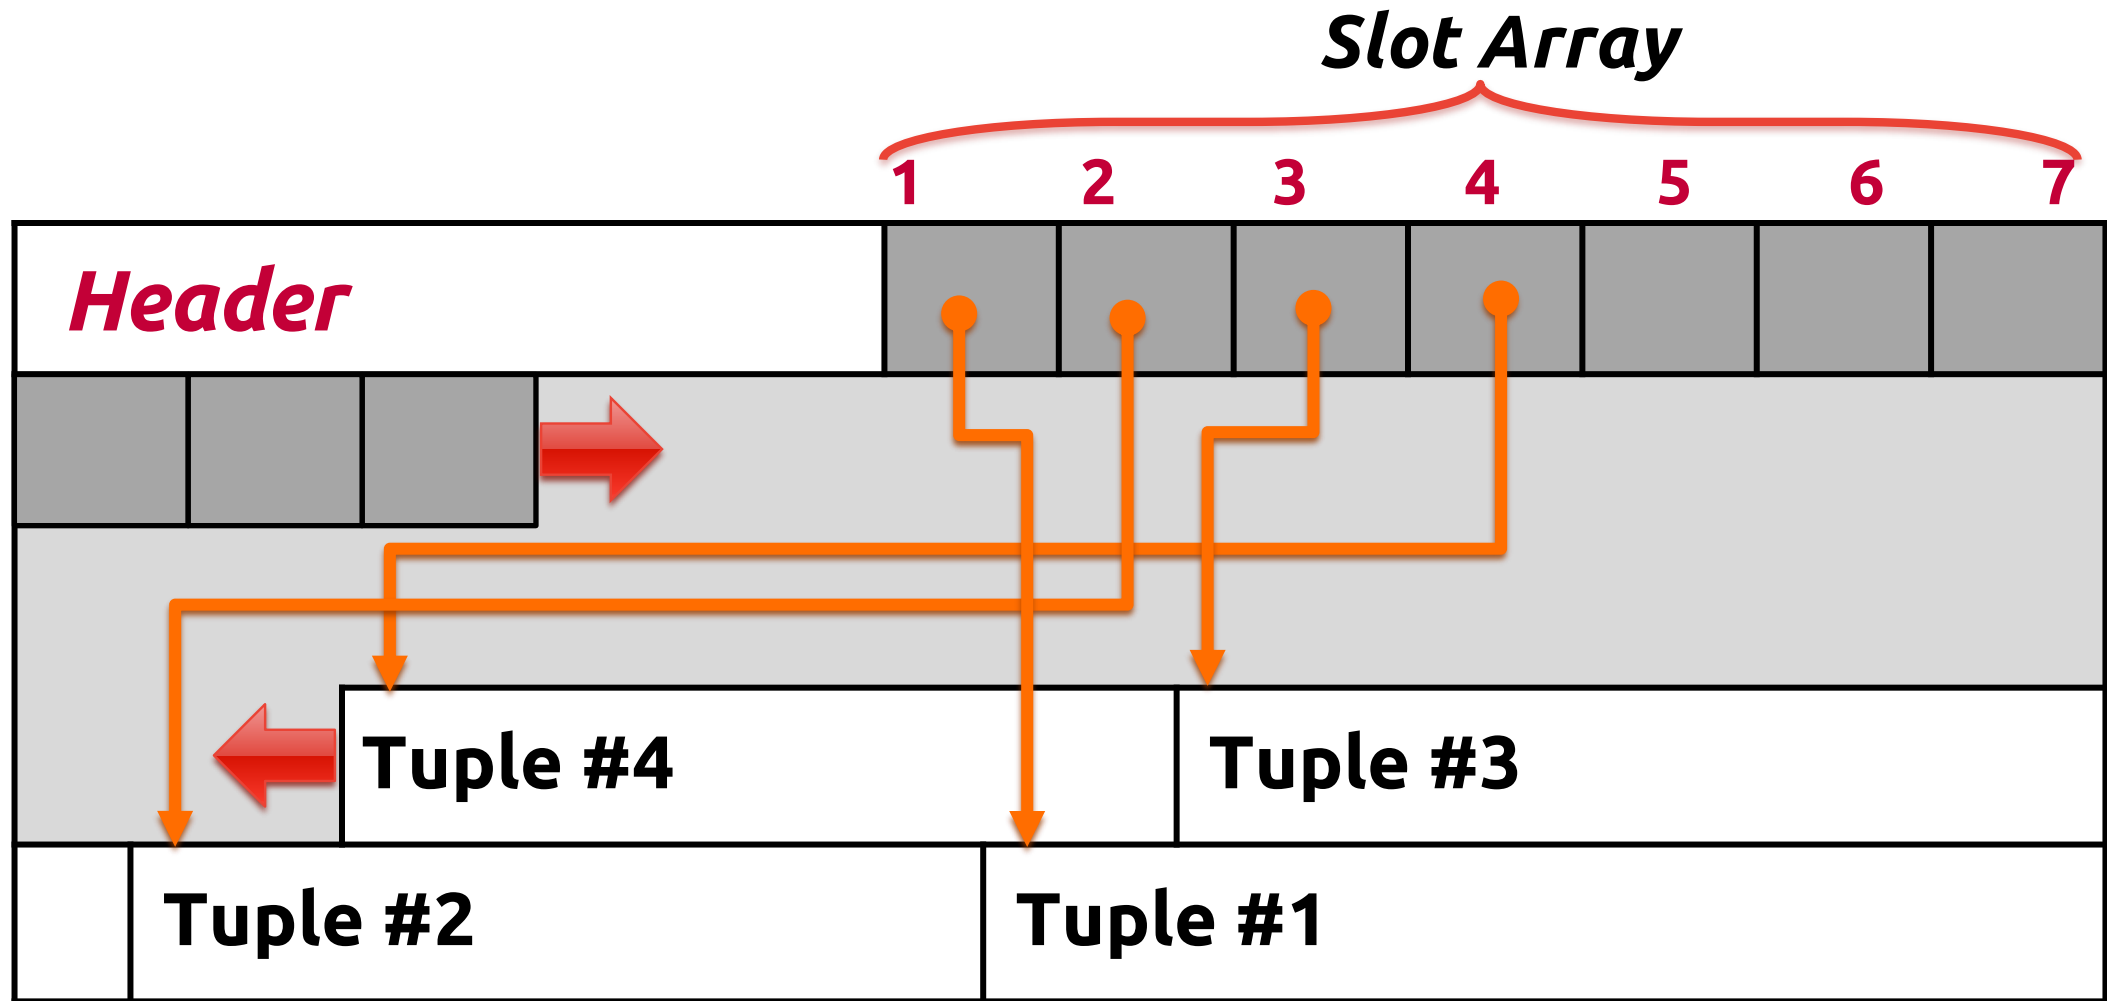 Slot Array
1 2 3 4 5 6 7
Header
Tuple #4 Tuple #3
Tuple #2 Tuple #1